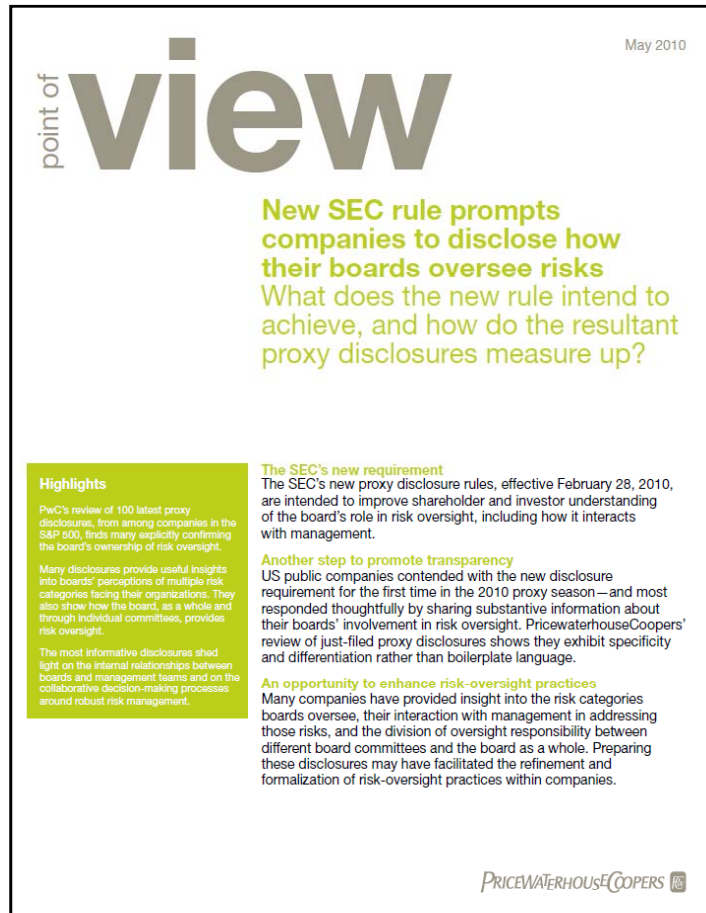 May 2010
point of
view
New SEC rule prompts
companies to disclose how
their boards oversee risks
What does the new rule intend to
achieve, and how do the resultant
proxy disclosures measure up?
Highlights
PwC's review of 100 latest proxy
disclosures, from among companies in the
S&P 500, finds many explicitly confirming
the board's ownership of risk oversight.
Many disclosures provide useful insights
into boards' perceptions of multiple risk
categories facing their organizations. They
also show how the board, as a whole and
through individual committees, provides
risk oversight.
The most informative disclosures shed
light on the internal relationships between
boards and management teams and on the
collaborative decision-making processes
around robust risk management.
The SEC's new requirement
The SEC's new proxy disclosure rules, effective February 28, 2010,
are intended to improve shareholder and investor understanding
of the board's role in risk oversight, including how it interacts
with management.
Another step to promote transparency
US public companies contended with the new disclosure
requirement for the first time in the 2010 proxy season—and most
responded thoughtfully by sharing substantive information about
their boards' involvement in risk oversight. PricewaterhouseCoopers'
review of just-filed proxy disclosures shows they exhibit specificity
and differentiation rather than boilerplate language.
An opportunity to enhance risk-oversight practices
Many companies have provided insight into the risk categories
boards oversee, their interaction with management in addressing
those risks, and the division of oversight responsibility between
different board committees and the board as a whole. Preparing
these disclosures may have facilitated the refinement and
formalization of risk-oversight practices within companies.
PRICEWATERHOUSECOOPERS